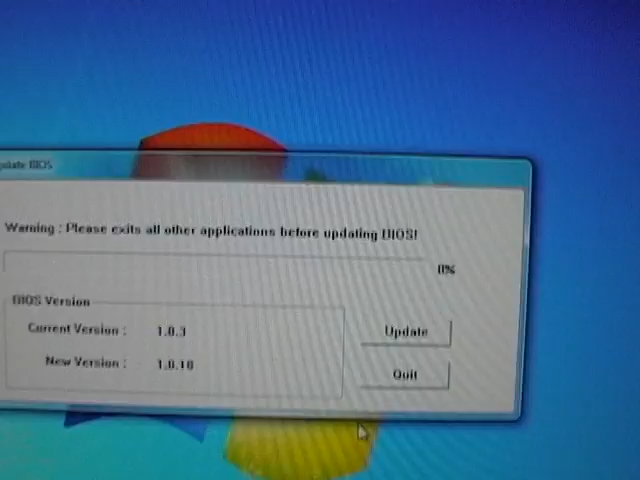 Update BIOS
Warning : Please exits all other applications before updating BIOS!
0%
BIOS Version
Current Version : 1.0.3
Update
New Version : 1.0.10
Quit